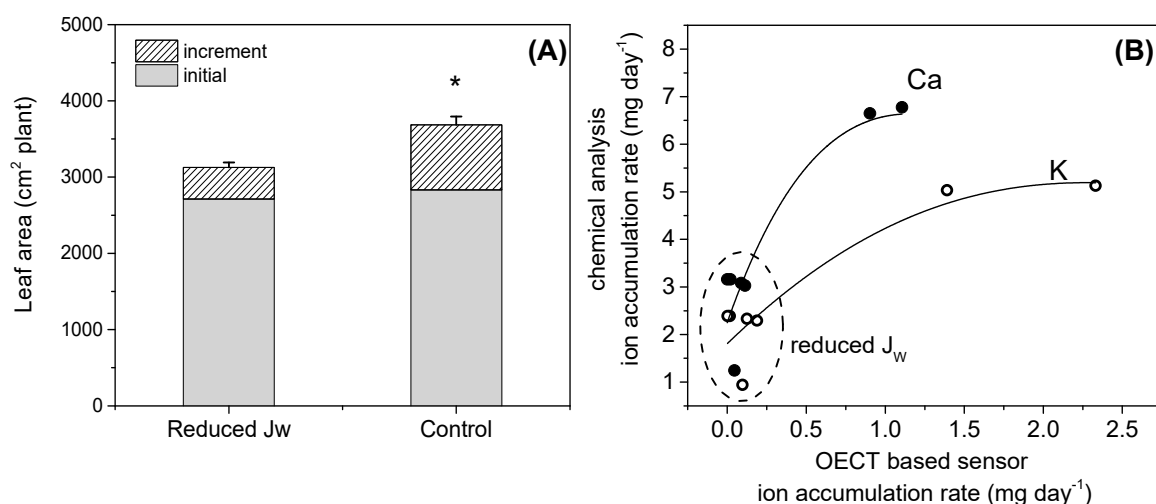 (A)
increment
initial
*
5000
4000
3000
2000
1000
0
Leaf area (cm² plant)
Reduced Jw
Control
(B)
8
7
6
5
4
3
2
1
chemical analysis
ion accumulation rate (mg day⁻¹)
Ca
K
reduced J_W
0.0 0.5 1.0 1.5 2.0 2.5
OECT based sensor
ion accumulation rate (mg day⁻¹)